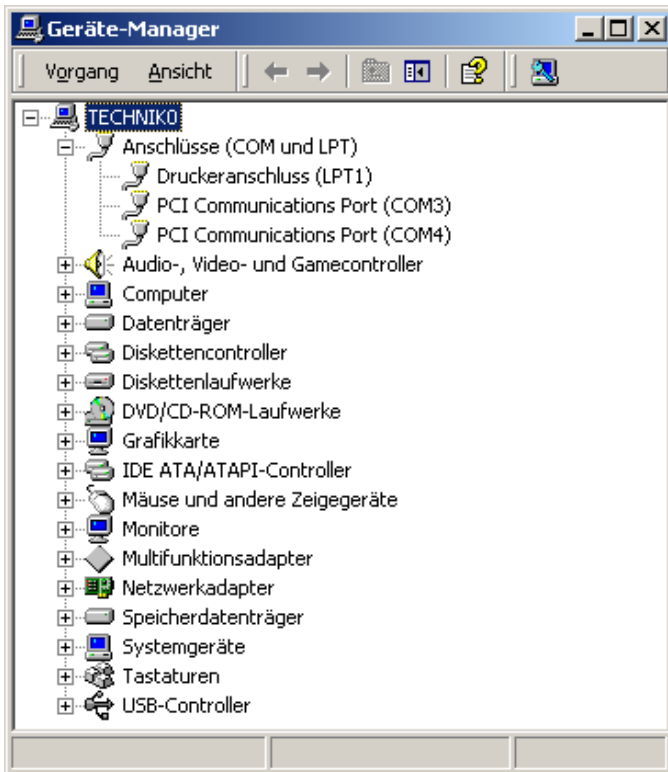 Geräte-Manager
Vorgang Ansicht
TECHNIKO
Anschlüsse (COM und LPT)
Druckeranschluss (LPT1)
PCI Communications Port (COM3)
PCI Communications Port (COM4)
Audio-, Video- und Gamecontroller
Computer
Datenträger
Diskettencontroller
Diskettenlaufwerke
DVD/CD-ROM-Laufwerke
Grafikkarte
IDE ATA/ATAPI-Controller
Mäuse und andere Zeigegeräte
Monitore
Multifunktionsadapter
Netzwerkadapter
Speicherdatenträger
Systemgeräte
Tastaturen
USB-Controller